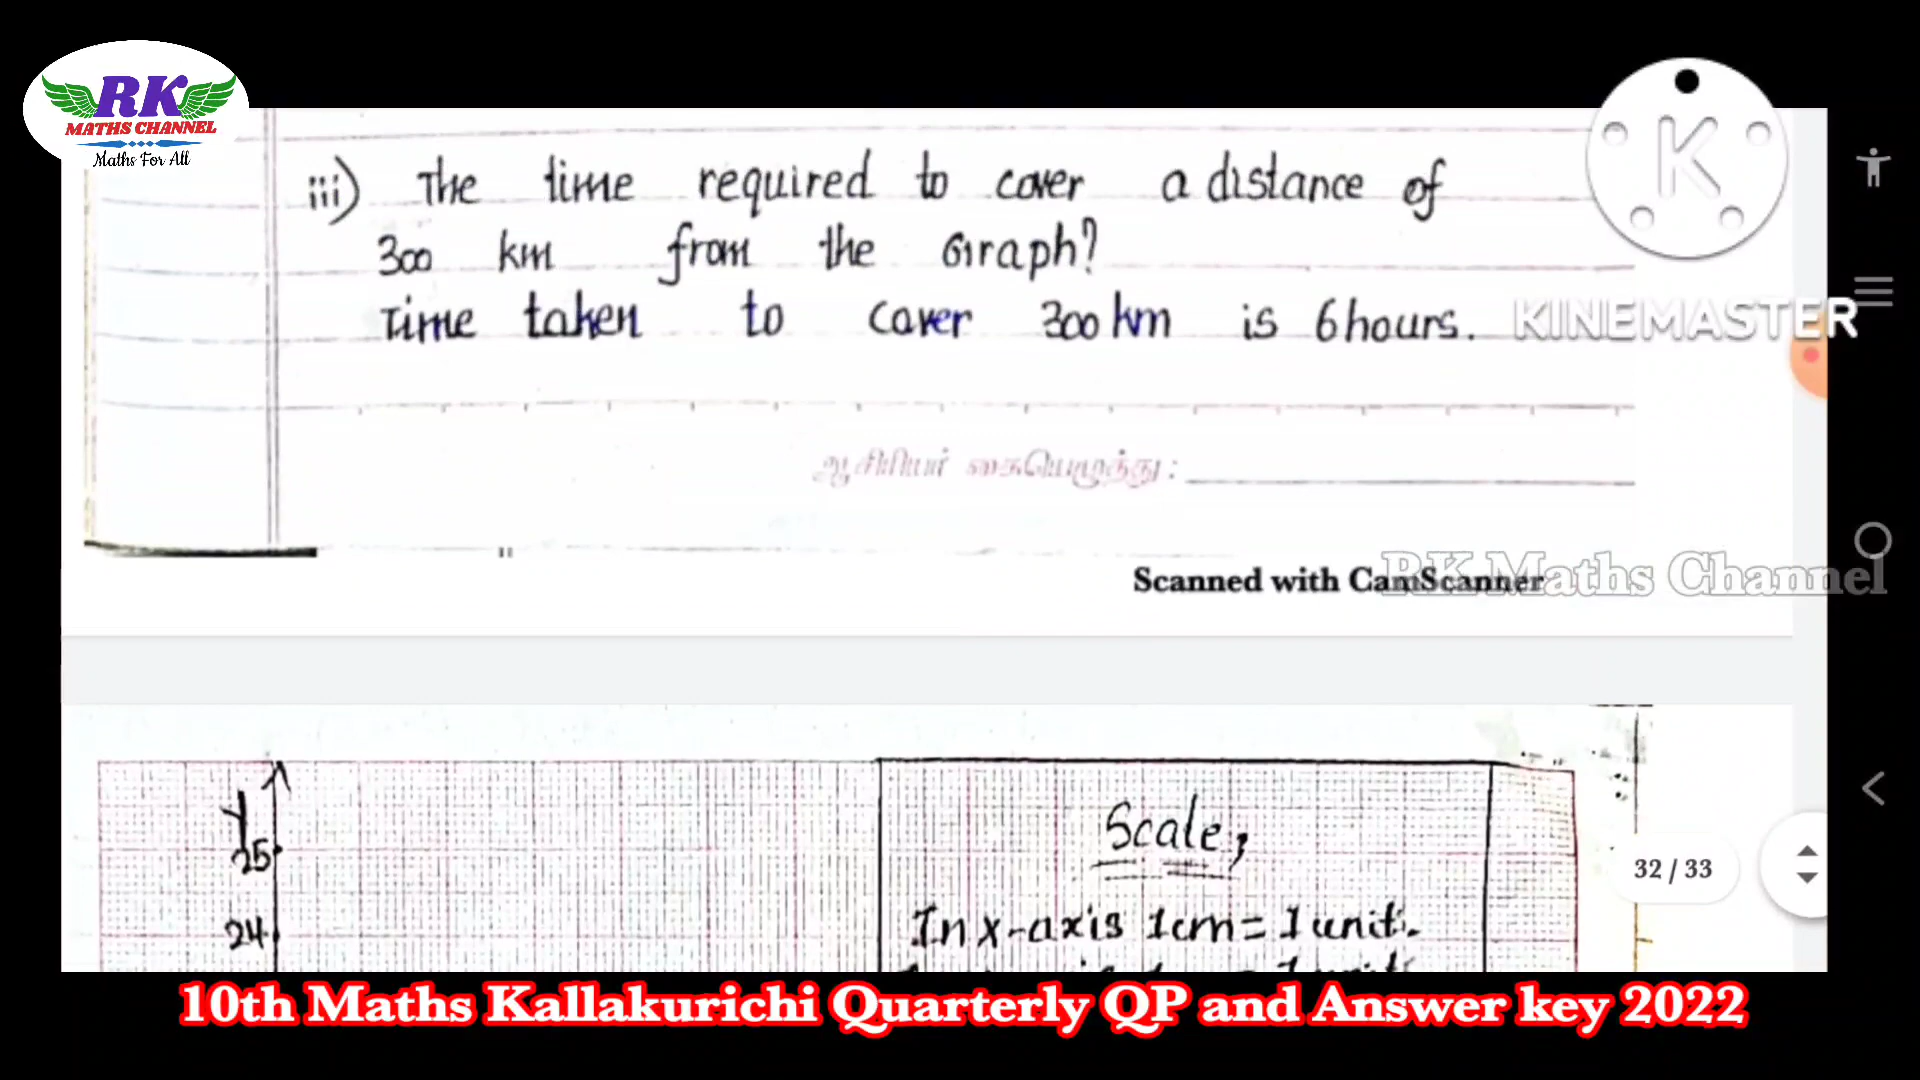 RK
MATHS CHANNEL
Maths For All
K
KINEMASTER
iii) The time required to cover a distance of
300 km from the Graph?
Time taken to cover 300 km is 6 hours.
ஆசிரியர் கையெழுத்து :
Scanned with CamScanner
RK Maths Channel
Y
25
24
Scale;
In x-axis 1cm = 1 unit.
32 / 33
10th Maths Kallakurichi Quarterly QP and Answer key 2022